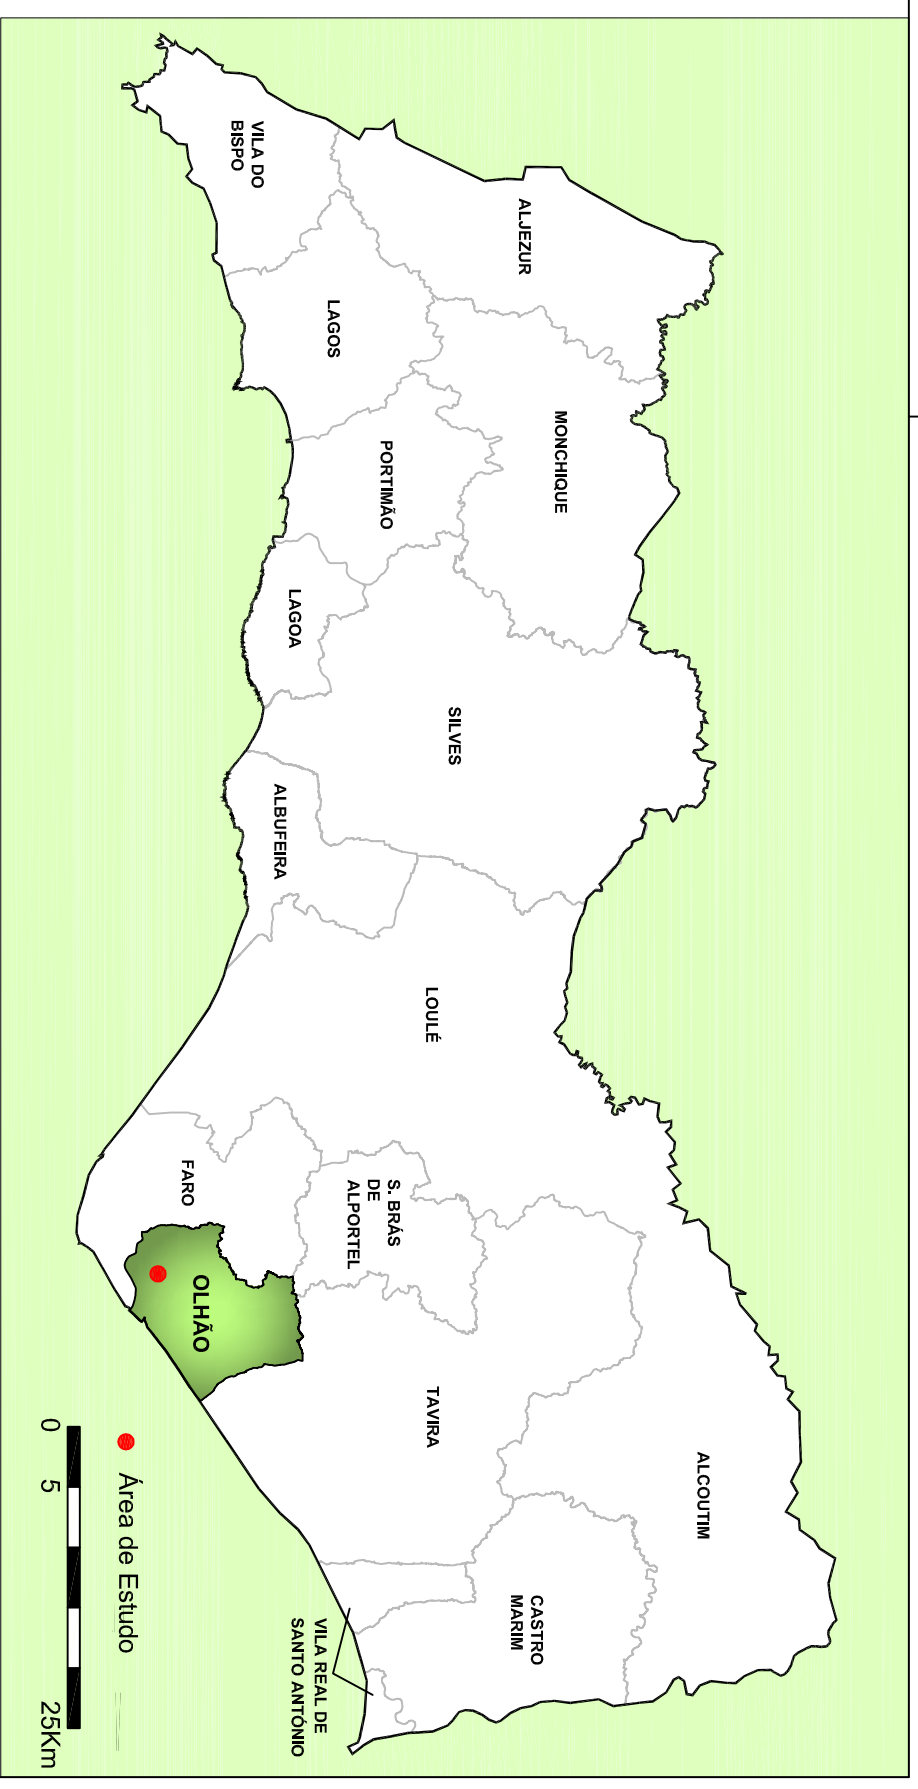 VILA DO
BISPO
ALJEZUR
LAGOS
MONCHIQUE
PORTIMÃO
LAGOA
SILVES
ALBUFEIRA
LOULÉ
FARO
S. BRÁS
DE
ALPORTEL
OLHÃO
TAVIRA
ALCOUTIM
CASTRO
MARIM
VILA REAL DE
SANTO ANTÓNIO
Área de Estudo
0 5 25Km